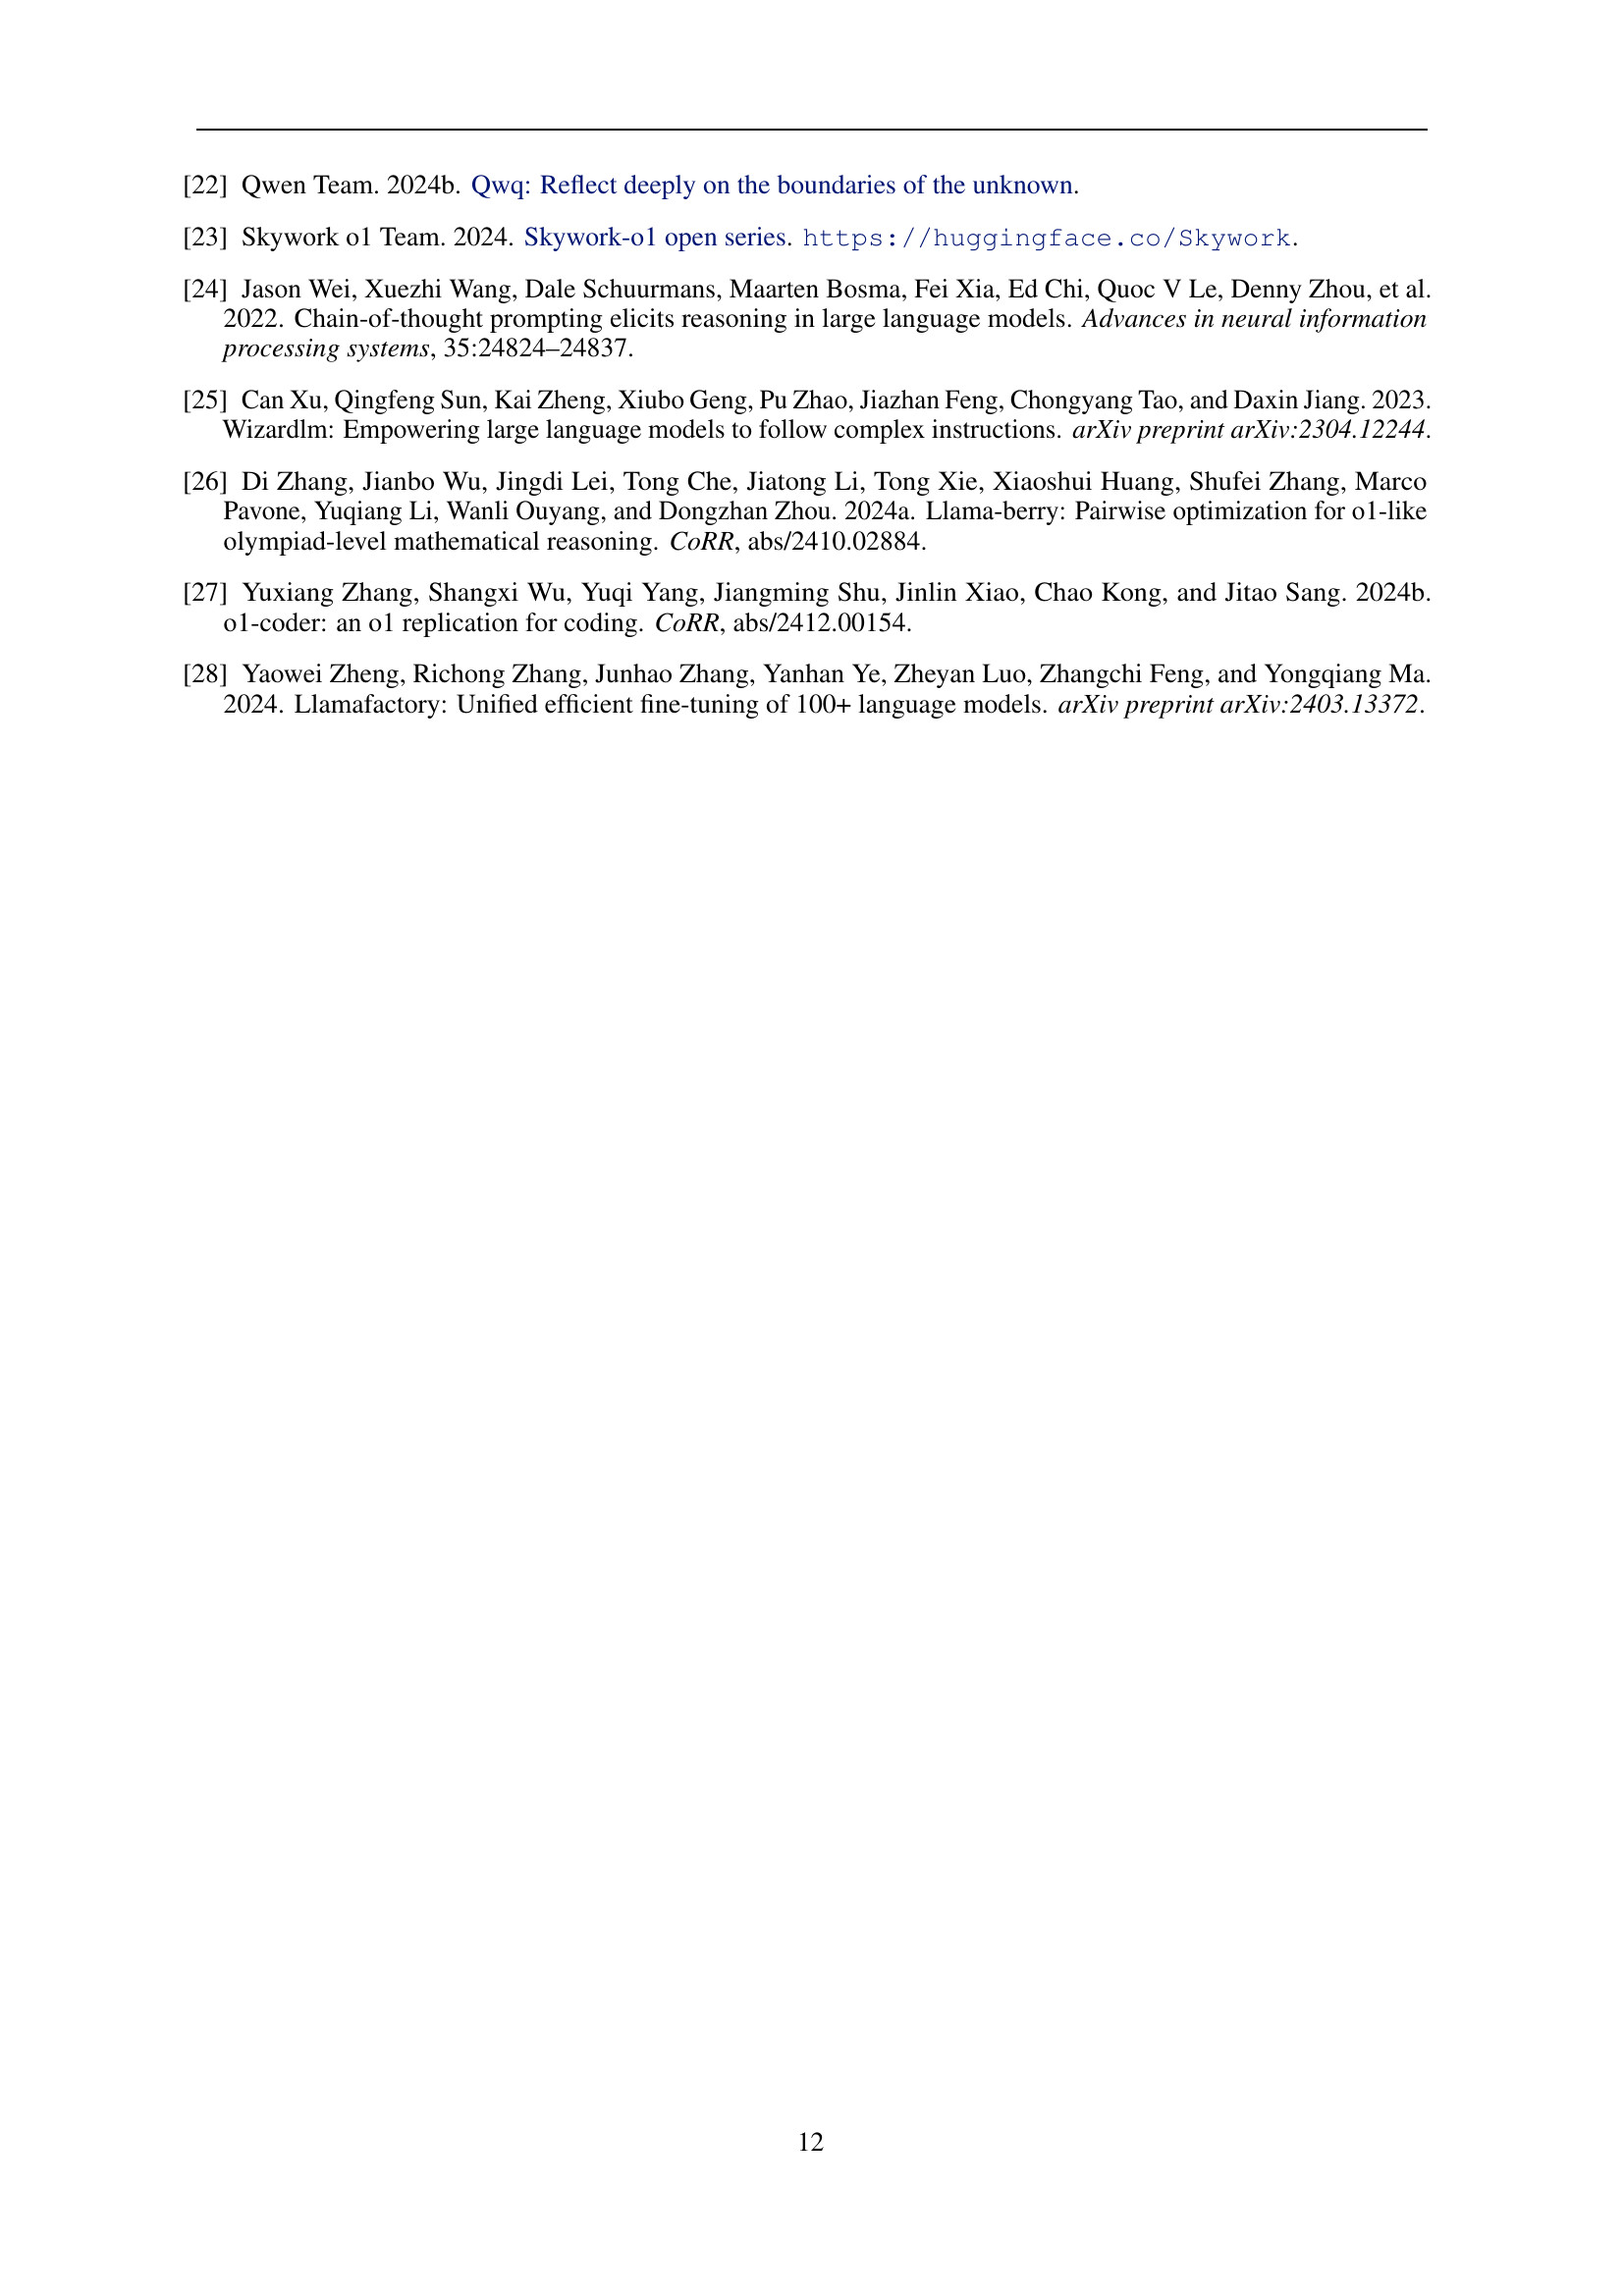 [22] Qwen Team. 2024b. Qwq: Reflect deeply on the boundaries of the unknown.
[23] Skywork o1 Team. 2024. Skywork-o1 open series. https://huggingface.co/Skywork.
[24] Jason Wei, Xuezhi Wang, Dale Schuurmans, Maarten Bosma, Fei Xia, Ed Chi, Quoc V Le, Denny Zhou, et al.
2022. Chain-of-thought prompting elicits reasoning in large language models. Advances in neural information
processing systems, 35:24824–24837.
[25] Can Xu, Qingfeng Sun, Kai Zheng, Xiubo Geng, Pu Zhao, Jiazhan Feng, Chongyang Tao, and Daxin Jiang. 2023.
Wizardlm: Empowering large language models to follow complex instructions. arXiv preprint arXiv:2304.12244.
[26] Di Zhang, Jianbo Wu, Jingdi Lei, Tong Che, Jiatong Li, Tong Xie, Xiaoshui Huang, Shufei Zhang, Marco
Pavone, Yuqiang Li, Wanli Ouyang, and Dongzhan Zhou. 2024a. Llama-berry: Pairwise optimization for o1-like
olympiad-level mathematical reasoning. CoRR, abs/2410.02884.
[27] Yuxiang Zhang, Shangxi Wu, Yuqi Yang, Jiangming Shu, Jinlin Xiao, Chao Kong, and Jitao Sang. 2024b.
o1-coder: an o1 replication for coding. CoRR, abs/2412.00154.
[28] Yaowei Zheng, Richong Zhang, Junhao Zhang, Yanhan Ye, Zheyan Luo, Zhangchi Feng, and Yongqiang Ma.
2024. Llamafactory: Unified efficient fine-tuning of 100+ language models. arXiv preprint arXiv:2403.13372.
12